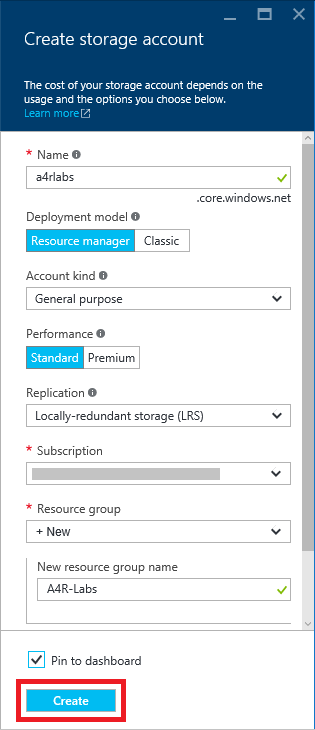 Create storage account
The cost of your storage account depends on the
usage and the options you choose below.
Learn more
* Name
a4rlabs
.core.windows.net
Deployment model
Resource manager Classic
Account kind
General purpose
Performance
Standard Premium
Replication
Locally-redundant storage (LRS)
* Subscription
* Resource group
+ New
New resource group name
A4R-Labs
Pin to dashboard
Create